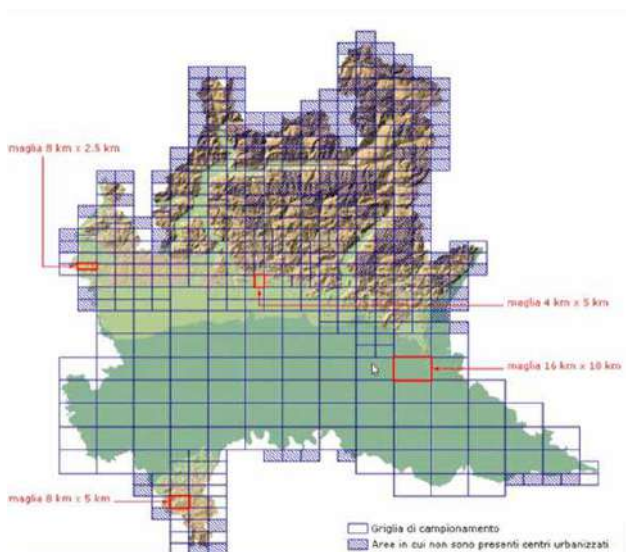 maglia 8 km x 2.5 km
maglia 4 km x 5 km
maglia 16 km x 10 km
maglia 8 km x 5 km
Griglia di campionamento
Aree in cui non sono presenti centri urbanizzati